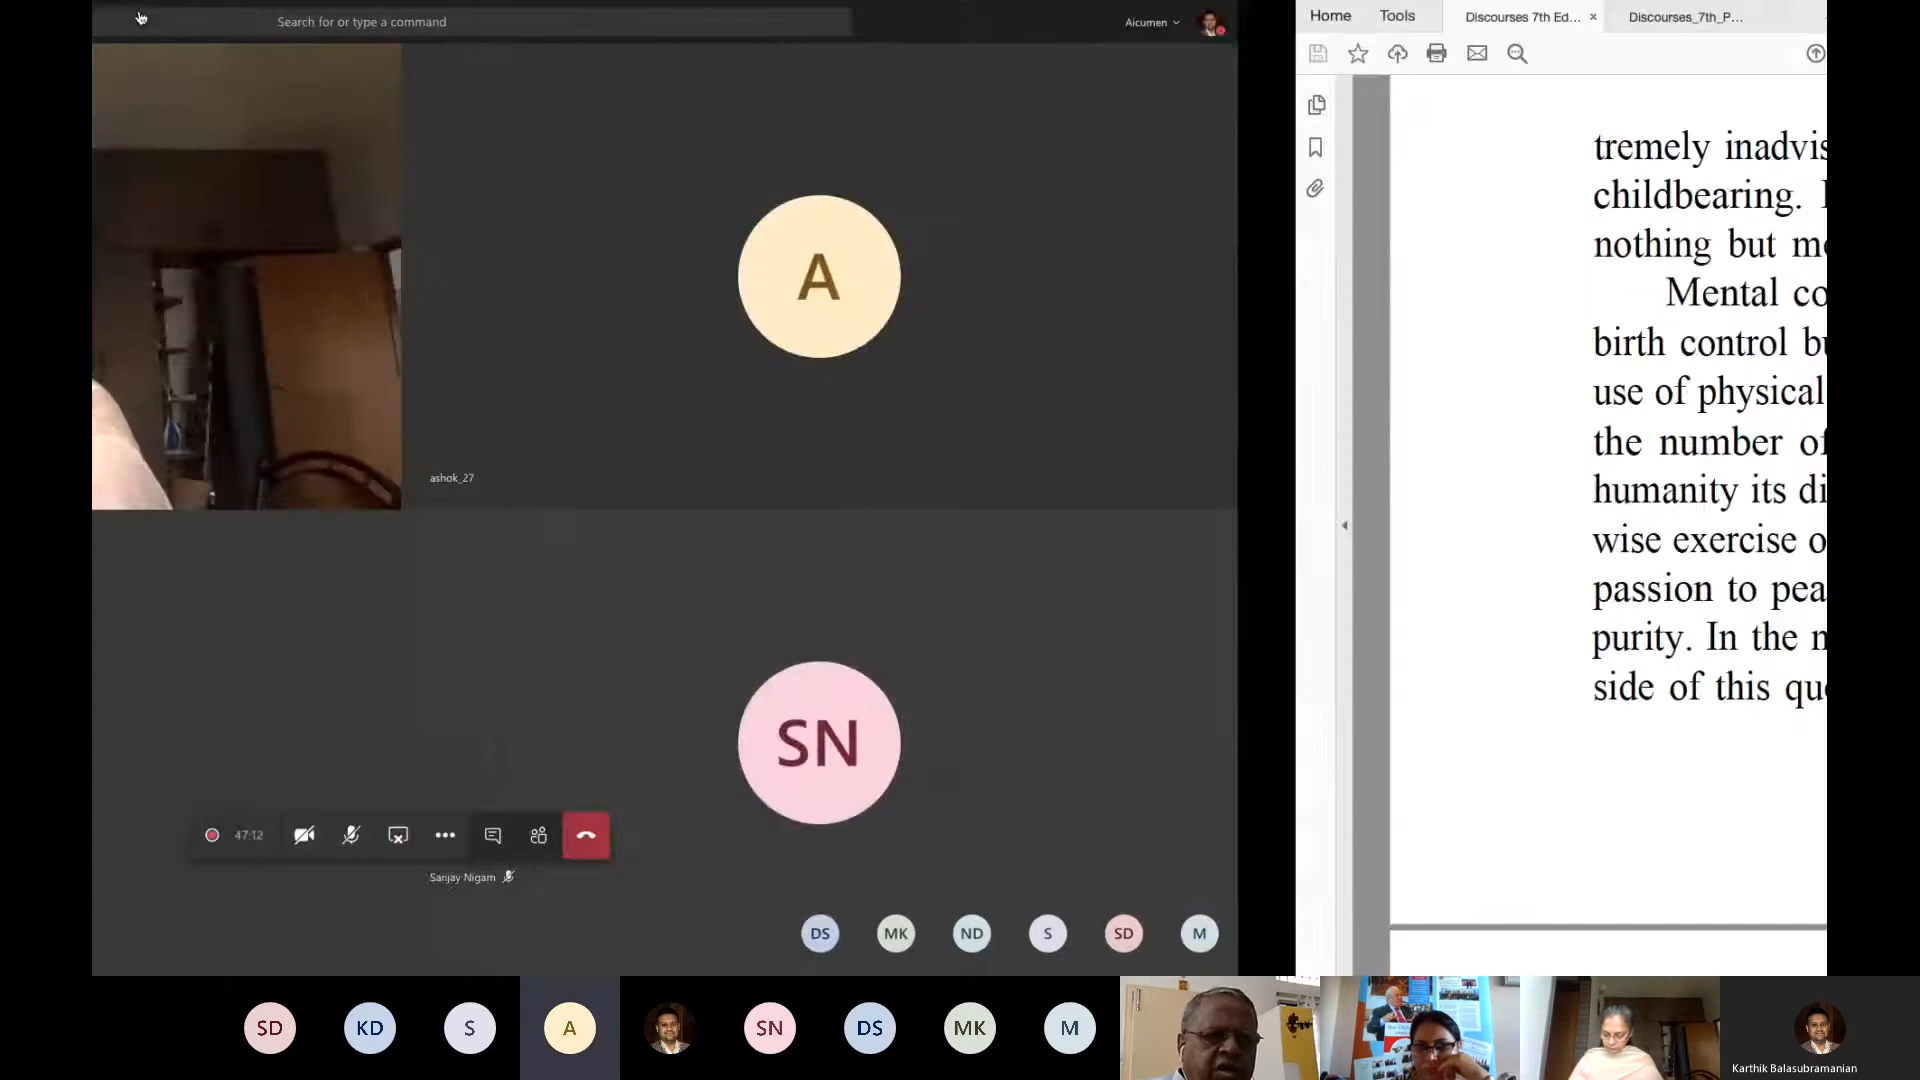 Search for or type a command
Aicumen
A
ashok_27
SN
47:12
Sanjay Nigam
DS MK ND S SD M
Home Tools Discourses 7th Ed... Discourses_7th_P...
tremely inadvis
childbearing.
nothing but m
Mental co
birth control bu
use of physical
the number of
humanity its di
wise exercise o
passion to pea
purity. In the
side of this qu
SD KD S A SN DS MK M
Karthik Balasubramanian